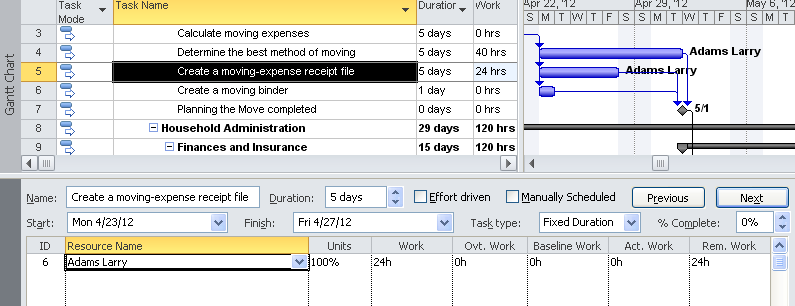 Task Mode Task Name Duration Work Apr 22, '12 Apr 29, '12 May 6, '12
S M T W T F S S M T W T F S S M T
3 Calculate moving expenses 5 days 0 hrs
4 Determine the best method of moving 5 days 40 hrs Adams Larry
5 Create a moving-expense receipt file 5 days 24 hrs Adams Larry
6 Create a moving binder 1 day 0 hrs
7 Planning the Move completed 0 days 0 hrs 5/1
8 Household Administration 29 days 120 hrs
9 Finances and Insurance 15 days 120 hrs
Gantt Chart
Name: Create a moving-expense receipt file Duration: 5 days Effort driven Manually Scheduled Previous Next
Start: Mon 4/23/12 Finish: Fri 4/27/12 Task type: Fixed Duration % Complete: 0%
ID Resource Name Units Work Ovt. Work Baseline Work Act. Work Rem. Work
6 Adams Larry 100% 24h 0h 0h 0h 24h